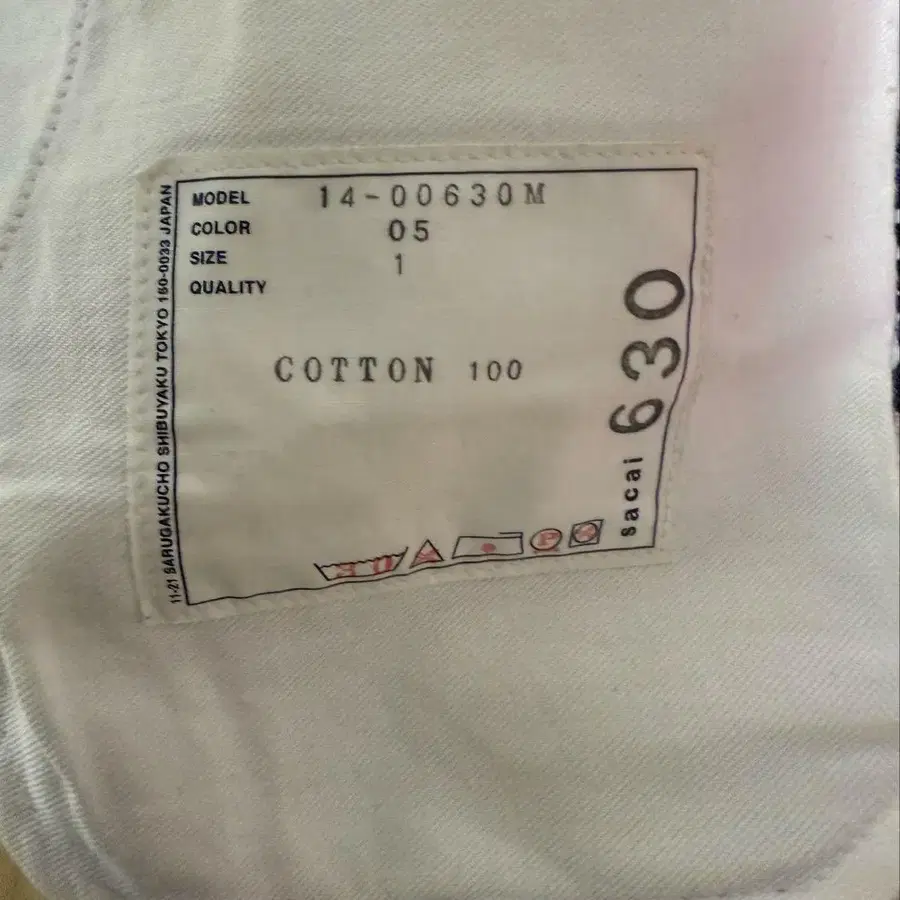 MODEL 14-00630M
COLOR 05
SIZE 1
QUALITY
COTTON 100
sacai 630
11-21 SARUGAKUCHO SHIBUYAKU TOKYO 150-0033 JAPAN